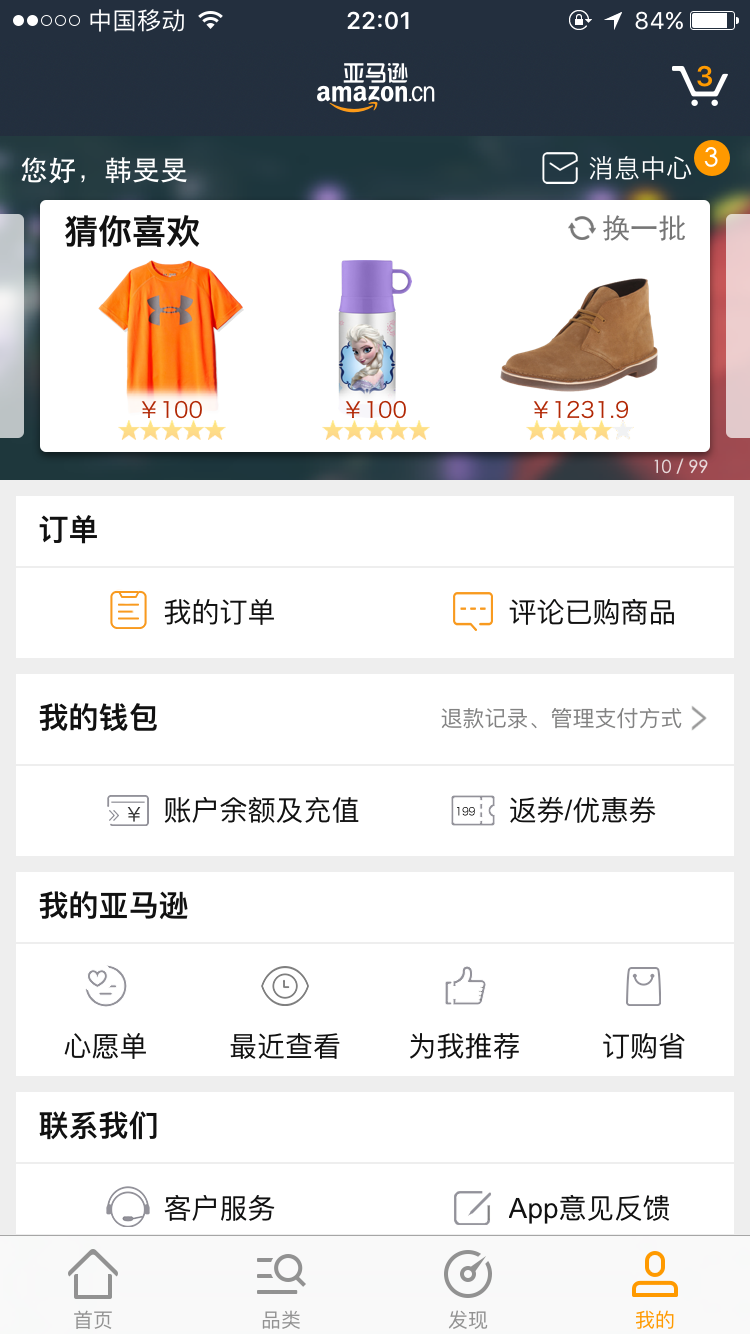 中国移动 22:01 84%
亚马逊
amazon.cn
3
您好，韩旻旻 消息中心 3
猜你喜欢 换一批
¥100 ¥100 ¥1231.9
10 / 99
订单
我的订单 评论已购商品
我的钱包 退款记录、管理支付方式
¥ 账户余额及充值 199 返券/优惠券
我的亚马逊
心愿单 最近查看 为我推荐 订购省
联系我们
客户服务 App意见反馈
首页 品类 发现 我的